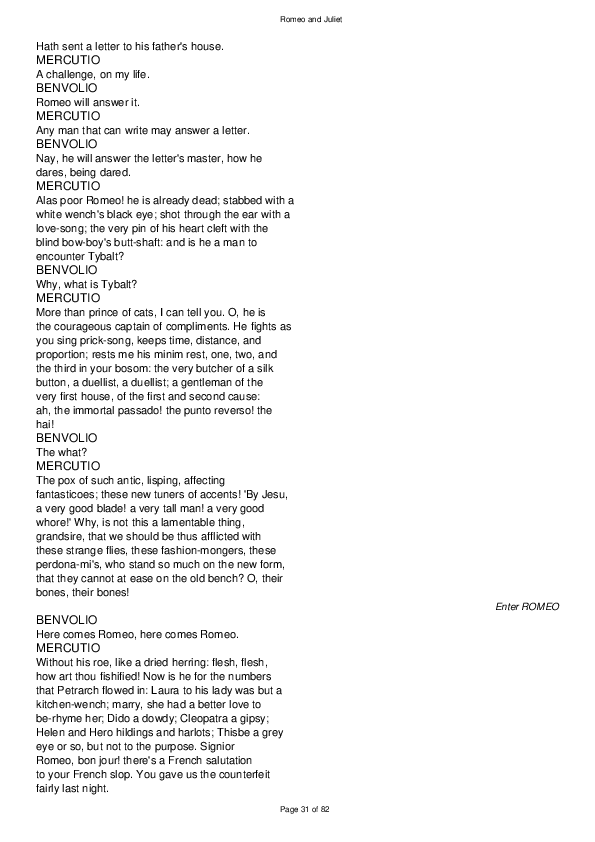 Romeo and Juliet
Hath sent a letter to his father's house.
MERCUTIO
A challenge, on my life.
BENVOLIO
Romeo will answer it.
MERCUTIO
Any man that can write may answer a letter.
BENVOLIO
Nay, he will answer the letter's master, how he
dares, being dared.
MERCUTIO
Alas poor Romeo! he is already dead; stabbed with a
white wench's black eye; shot through the ear with a
love-song; the very pin of his heart cleft with the
blind bow-boy's butt-shaft: and is he a man to
encounter Tybalt?
BENVOLIO
Why, what is Tybalt?
MERCUTIO
More than prince of cats, I can tell you. O, he is
the courageous captain of compliments. He fights as
you sing prick-song, keeps time, distance, and
proportion; rests me his minim rest, one, two, and
the third in your bosom: the very butcher of a silk
button, a duellist, a duellist; a gentleman of the
very first house, of the first and second cause:
ah, the immortal passado! the punto reverso! the
hai!
BENVOLIO
The what?
MERCUTIO
The pox of such antic, lisping, affecting
fantasticoes; these new tuners of accents! 'By Jesu,
a very good blade! a very tall man! a very good
whore!' Why, is not this a lamentable thing,
grandsire, that we should be thus afflicted with
these strange flies, these fashion-mongers, these
perdona-mi's, who stand so much on the new form,
that they cannot at ease on the old bench? O, their
bones, their bones!
Enter ROMEO
BENVOLIO
Here comes Romeo, here comes Romeo.
MERCUTIO
Without his roe, like a dried herring: flesh, flesh,
how art thou fishified! Now is he for the numbers
that Petrarch flowed in: Laura to his lady was but a
kitchen-wench; marry, she had a better love to
be-rhyme her; Dido a dowdy; Cleopatra a gipsy;
Helen and Hero hildings and harlots; Thisbe a grey
eye or so, but not to the purpose. Signior
Romeo, bon jour! there's a French salutation
to your French slop. You gave us the counterfeit
fairly last night.
Page 31 of 82